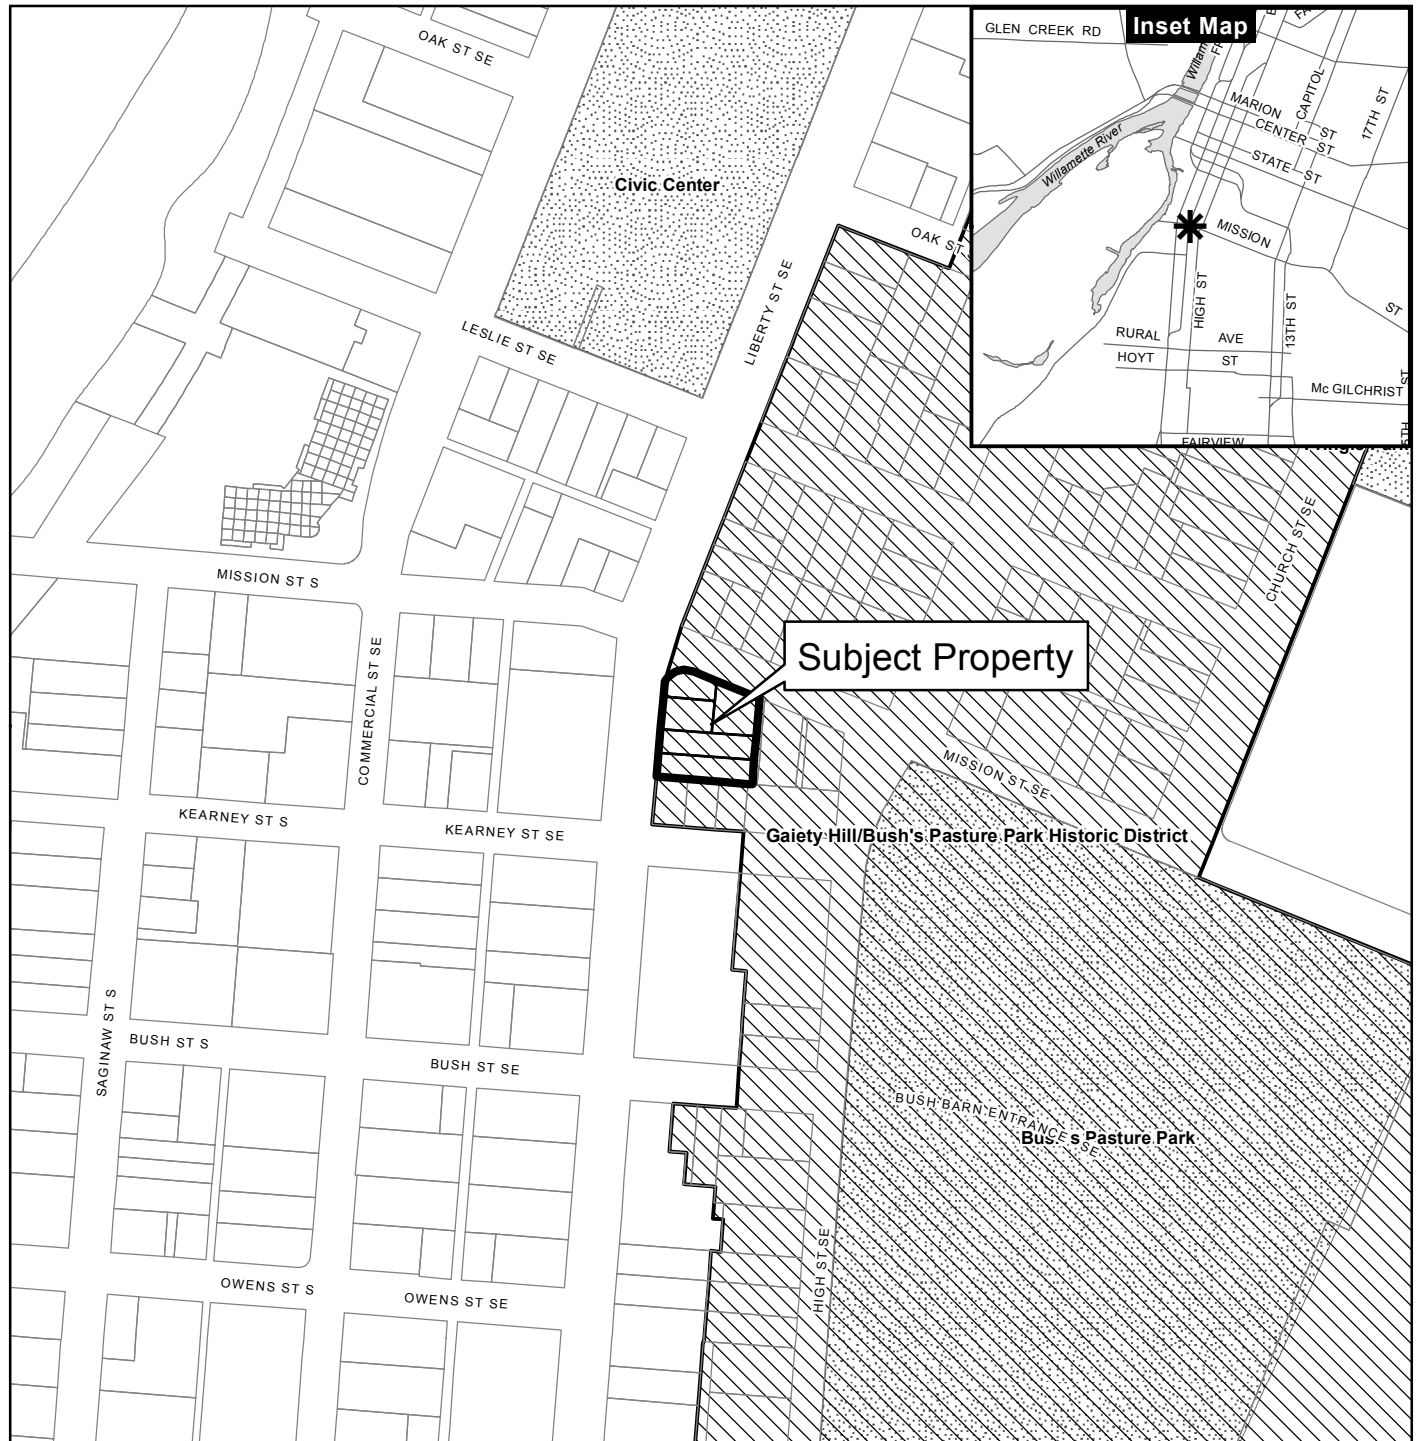 Inset Map
GLEN CREEK RD
CAPITOL
17TH ST
MARION ST
CENTER ST
STATE ST
Willamette River
MISSION
ST
HIGH ST
13TH ST
RURAL AVE
HOYT ST
Mc GILCHRIST
ST
FAIRVIEW
OAK ST SE
Civic Center
OAK ST
LIBERTY ST SE
LESLIE ST SE
CHURCH ST SE
MISSION ST S
COMMERCIAL ST SE
Subject Property
MISSION ST SE
KEARNEY ST S
KEARNEY ST SE
Gaiety Hill/Bush's Pasture Park Historic District
SAGINAW ST S
BUSH ST S
BUSH ST SE
BUSH BARN ENTRANCE SE
Bush's Pasture Park
HIGH ST SE
OWENS ST S
OWENS ST SE